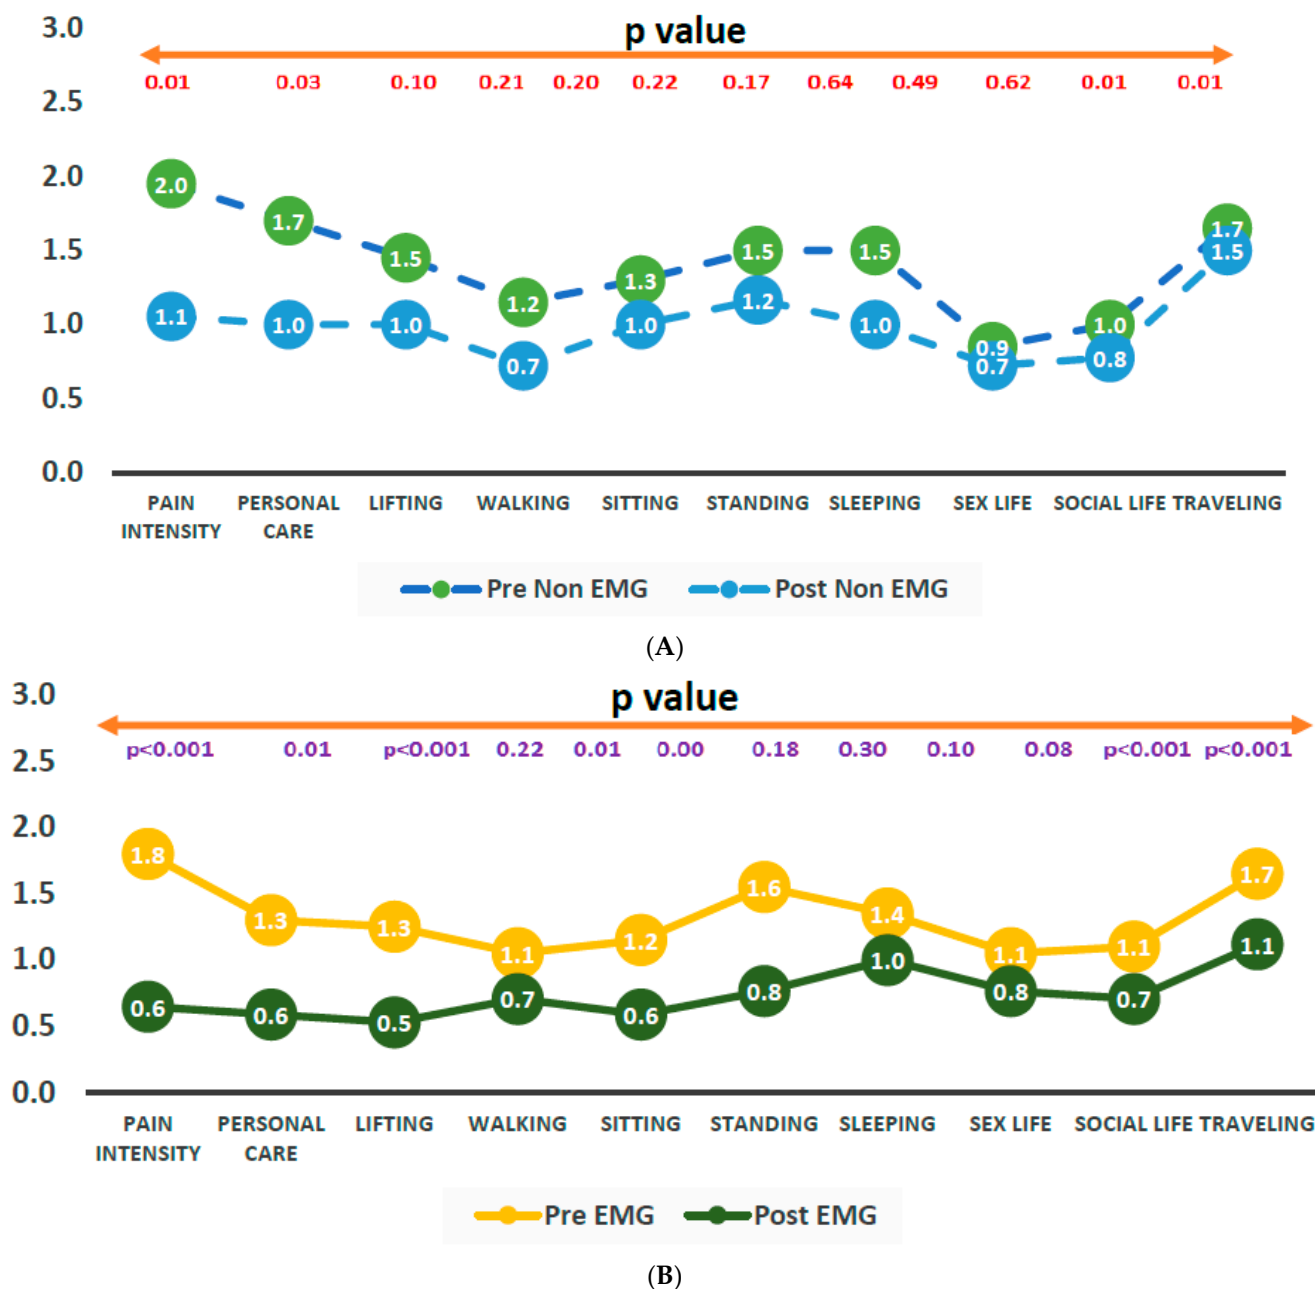 3.0
p value
0.01 0.03 0.10 0.21 0.20 0.22 0.17 0.64 0.49 0.62 0.01 0.01
2.5
2.0
2.0 1.7 1.5 1.2 1.3 1.5 1.5 0.9 1.0 1.7
1.5
1.1 1.0 1.0 0.7 1.0 1.2 1.0 0.7 0.8 1.5
1.0
0.5
0.0
PAIN INTENSITY
PERSONAL CARE
LIFTING
WALKING
SITTING
STANDING
SLEEPING
SEX LIFE
SOCIAL LIFE
TRAVELING
Pre Non EMG Post Non EMG
(A)
3.0
p value
p<0.001 0.01 p<0.001 0.22 0.01 0.00 0.18 0.30 0.10 0.08 p<0.001 p<0.001
2.5
2.0
1.8 1.3 1.3 1.1 1.2 1.6 1.4 1.1 1.1 1.7
1.5
1.0
0.6 0.6 0.5 0.7 0.6 0.8 1.0 0.8 0.7 1.1
0.5
0.0
PAIN INTENSITY
PERSONAL CARE
LIFTING
WALKING
SITTING
STANDING
SLEEPING
SEX LIFE
SOCIAL LIFE
TRAVELING
Pre EMG Post EMG
(B)